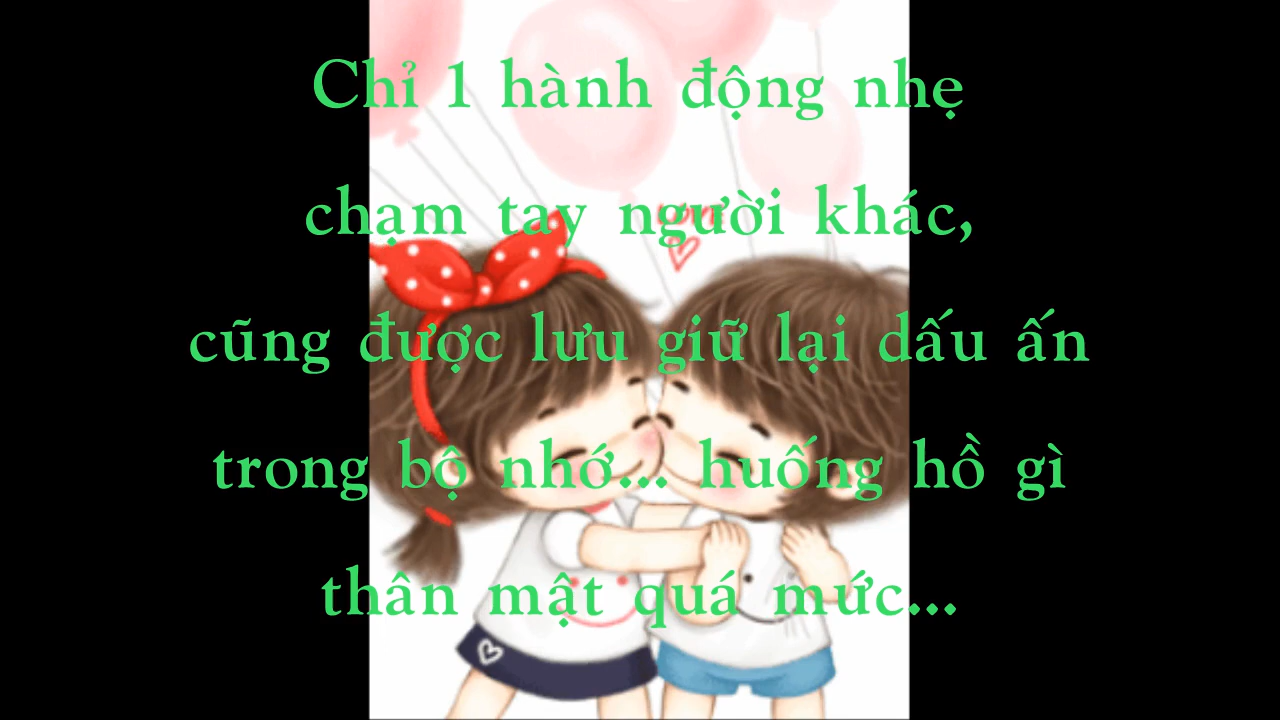 Chỉ 1 hành động nhẹ
chạm tay người khác,
LOVE
cũng được lưu giữ lại dấu ấn
trong bộ nhớ... huống hồ gì
thân mật quá mức...